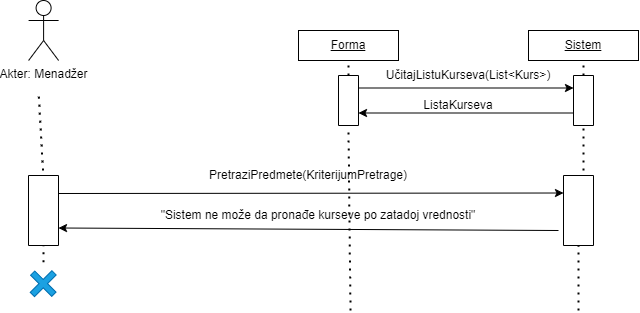 Forma
Sistem
Akter: Menadžer
UčitajListuKurseva(List<Kurs>)
ListaKurseva
PretraziPredmete(KriterijumPretrage)
"Sistem ne može da pronađe kurseve po zatadoj vrednosti"